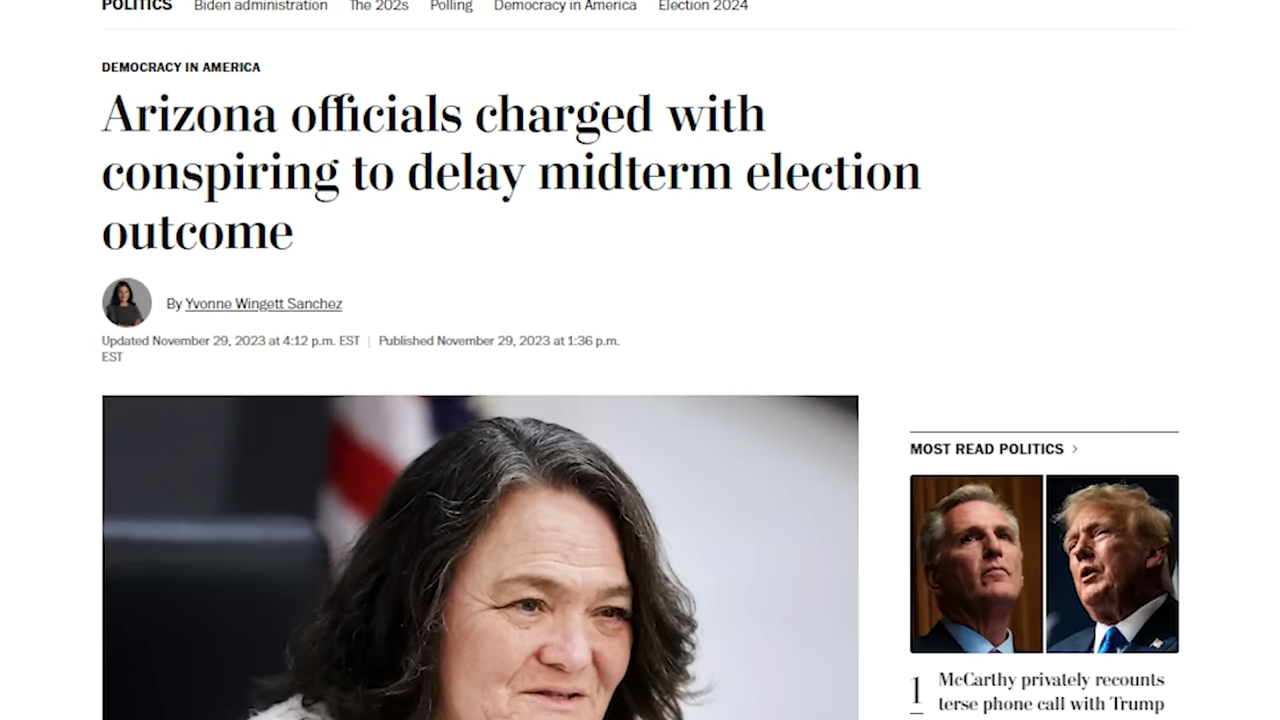 POLITICS Biden administration The 202s Polling Democracy in America Election 2024
DEMOCRACY IN AMERICA
Arizona officials charged with
conspiring to delay midterm election
outcome
By Yvonne Wingett Sanchez
Updated November 29, 2023 at 4:12 p.m. EST | Published November 29, 2023 at 1:36 p.m.
EST
MOST READ POLITICS >
1 McCarthy privately recounts
terse phone call with Trump